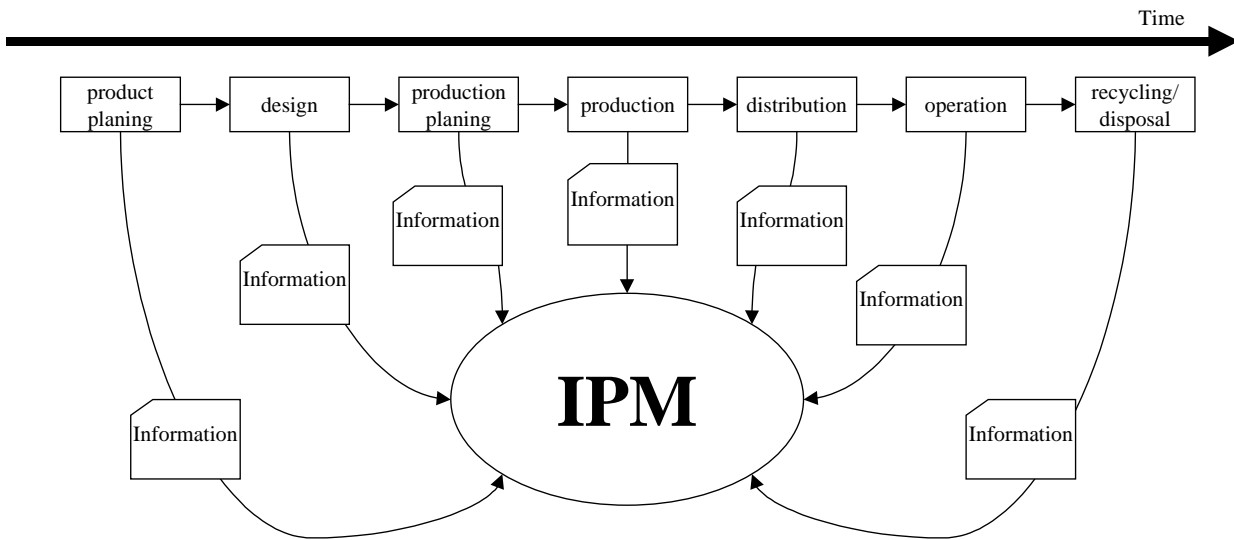 Time
product
planing
design
production
planing
production
distribution
operation
recycling/
disposal
Information
Information
Information
Information
Information
Information
IPM
Information
Information